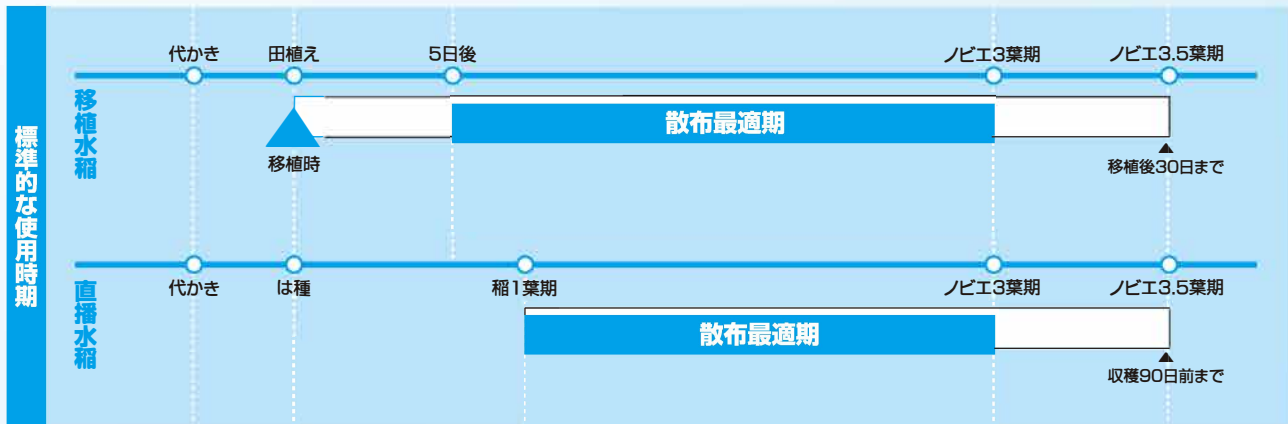 標準的な使用時期
移植水稲
代かき 田植え 5日後 ノビエ3葉期 ノビエ3.5葉期
散布最適期
移植時 移植後30日まで
直播水稲
代かき は種 稲1葉期 ノビエ3葉期 ノビエ3.5葉期
散布最適期
収穫90日前まで